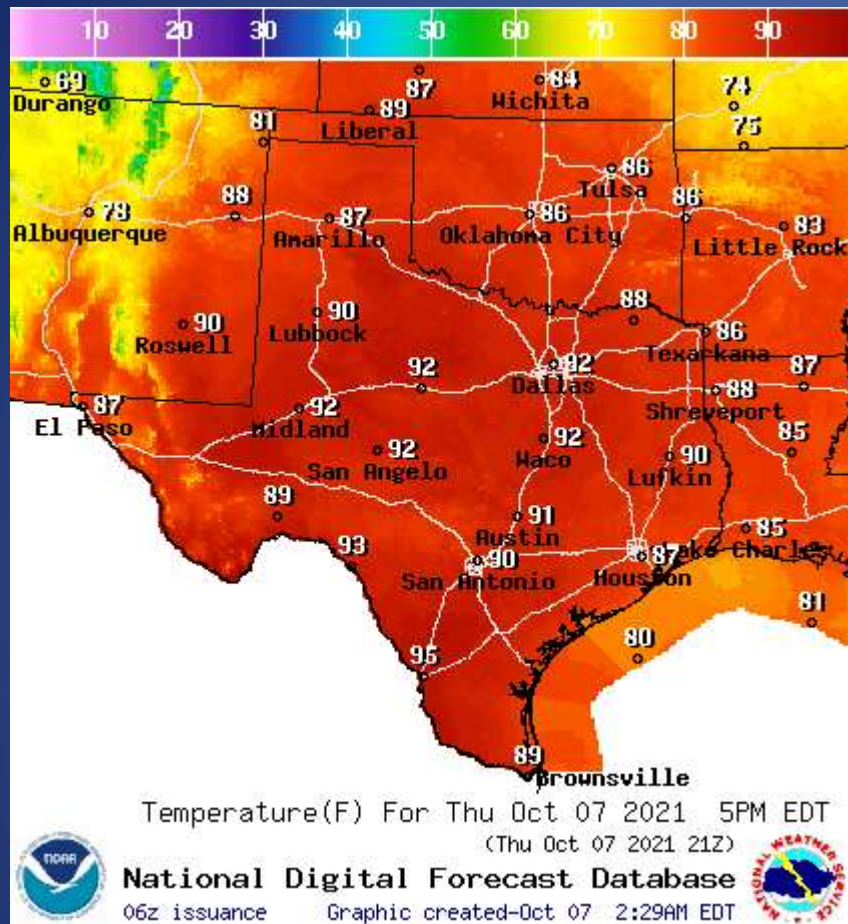 10 20 30 40 50 60 70 80 90
69
Durango
87
84
Wichita
89
Liberal
74
81
75
86
Tulsa
78
Albuquerque
88
87
Amarillo
86
Oklahoma City
86
83
Little Rock
90
Roswell
90
Lubbock
88
86
Texarkana
92
92
Dallas
87
88
Shreveport
87
El Paso
92
Midland
92
San Angelo
92
Waco
90
Lufkin
85
89
91
Austin
85
Lake Charles
93
90
San Antonio
87
Houston
81
80
95
89
Brownsville
Temperature(F) For Thu Oct 07 2021 5PM EDT
(Thu Oct 07 2021 21Z)
NOAA
National Digital Forecast Database
06z issuance Graphic created-Oct 07 2:29AM EDT
NATIONAL WEATHER SERVICE